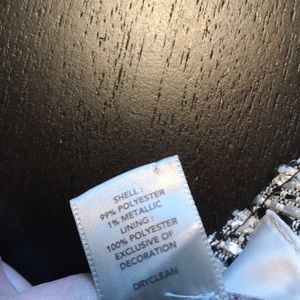 SHELL :
99% POLYESTER
1% METALLIC
LINING :
100% POLYESTER
EXCLUSIVE OF
DECORATION
DRYCLEAN